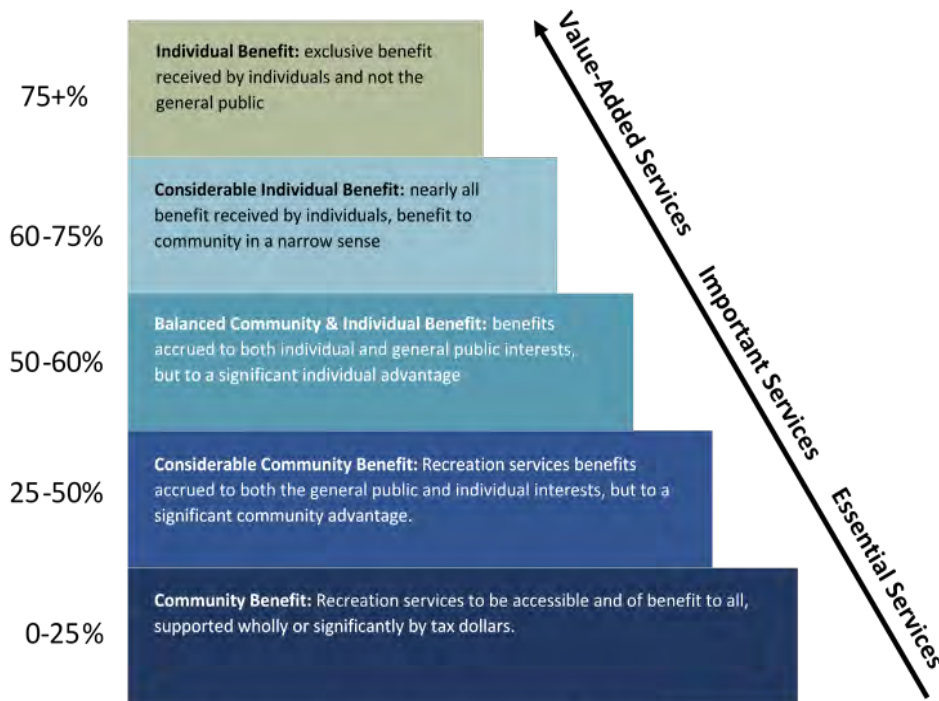 75+%
Individual Benefit: exclusive benefit
received by individuals and not the
general public
60-75%
Considerable Individual Benefit: nearly all
benefit received by individuals, benefit to
community in a narrow sense
50-60%
Balanced Community & Individual Benefit: benefits
accrued to both individual and general public interests,
but to a significant individual advantage
25-50%
Considerable Community Benefit: Recreation services benefits
accrued to both the general public and individual interests, but to a
significant community advantage.
0-25%
Community Benefit: Recreation services to be accessible and of benefit to all,
supported wholly or significantly by tax dollars.
Value-Added Services
Important Services
Essential Services